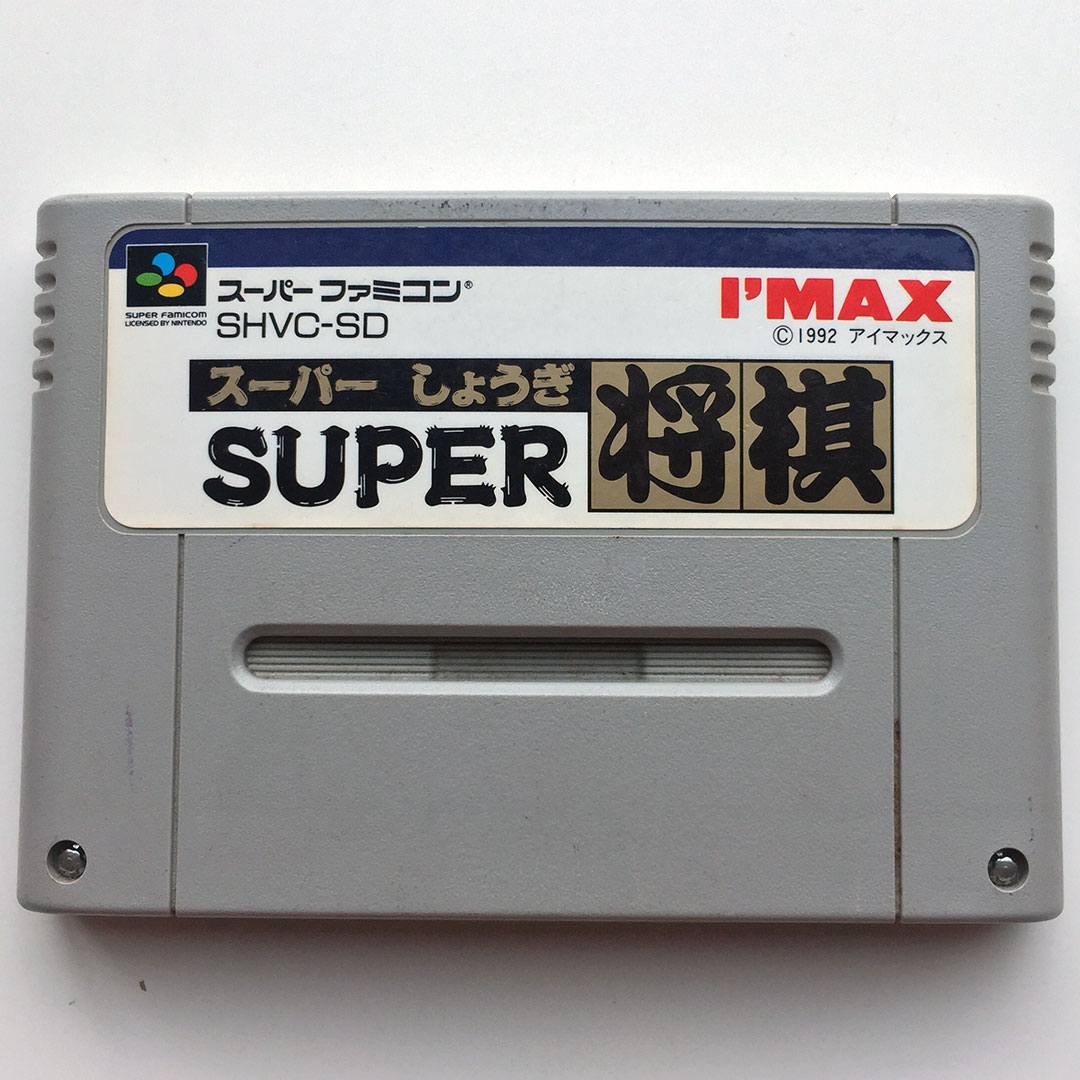 スーパーファミコン®
SUPER FAMICOM
LICENSED BY NINTENDO
SHVC-SD
I'MAX
©1992 アイマックス
スーパー しょうぎ
SUPER 将棋